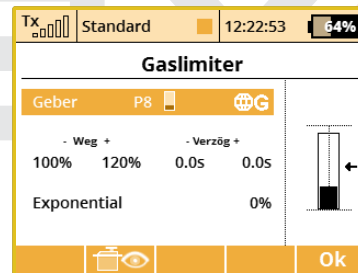 Tx Standard 12:22:53 64%
Gaslimiter
Geber P8 G
- Weg + - Verzög +
100% 120% 0.0s 0.0s
Exponential 0%
Ok